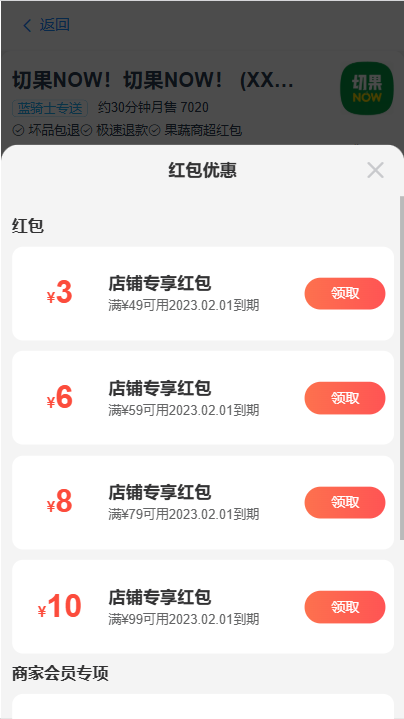 返回
切果NOW！切果NOW！ (XX...
切果
NOW
蓝骑士专送 约30分钟月售 7020
坏品包退 极速退款 果蔬商超红包
红包优惠
红包
¥3
店铺专享红包
满¥49可用2023.02.01到期
领取
¥6
店铺专享红包
满¥59可用2023.02.01到期
领取
¥8
店铺专享红包
满¥79可用2023.02.01到期
领取
¥10
店铺专享红包
满¥99可用2023.02.01到期
领取
商家会员专项